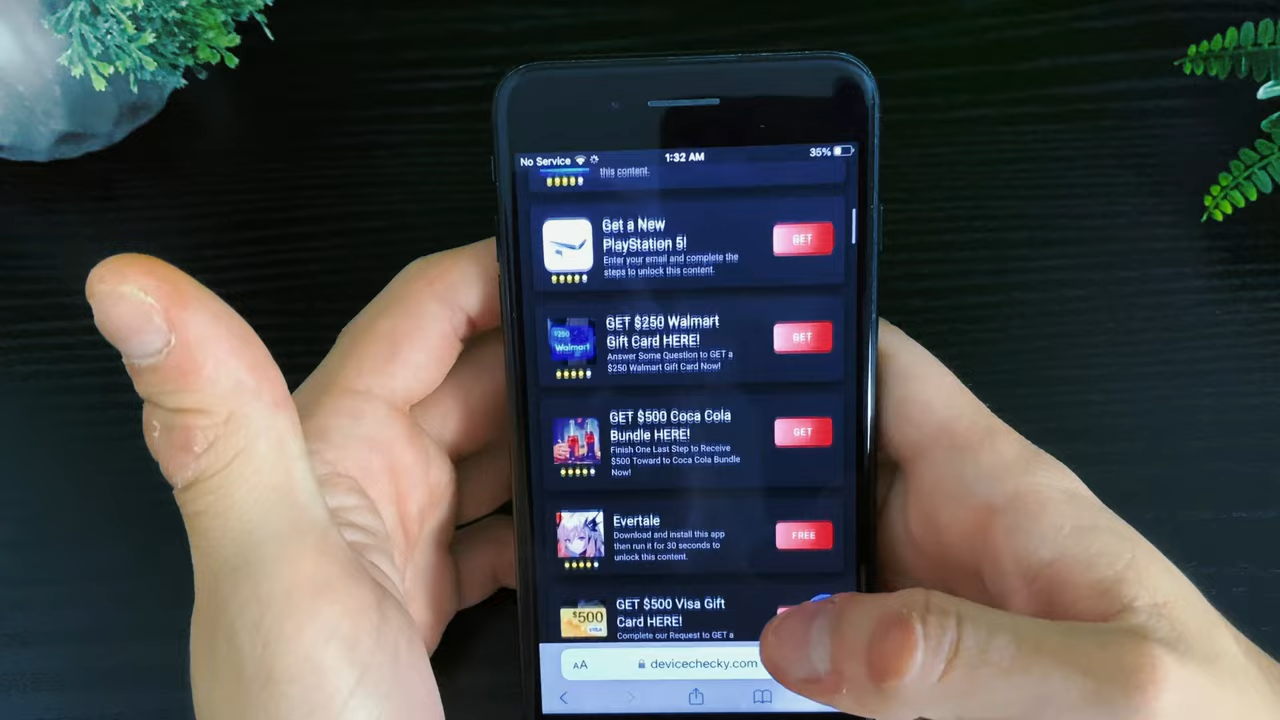 No Service 1:32 AM 35%
this content.
Get a New
PlayStation 5!
Enter your email and complete the
steps to unlock this content.
GET
GET $250 Walmart
Gift Card HERE!
Answer Some Question to GET a
$250 Walmart Gift Card Now!
GET
$250
Walmart
GET $500 Coca Cola
Bundle HERE!
Finish One Last Step to Receive
$500 Toward to Coca Cola Bundle
Now!
GET
Evertale
Download and install this app
then run it for 30 seconds to
unlock this content.
FREE
GET $500 Visa Gift
Card HERE!
Complete our Request to GET a
$500
VISA
AA devicechecky.com